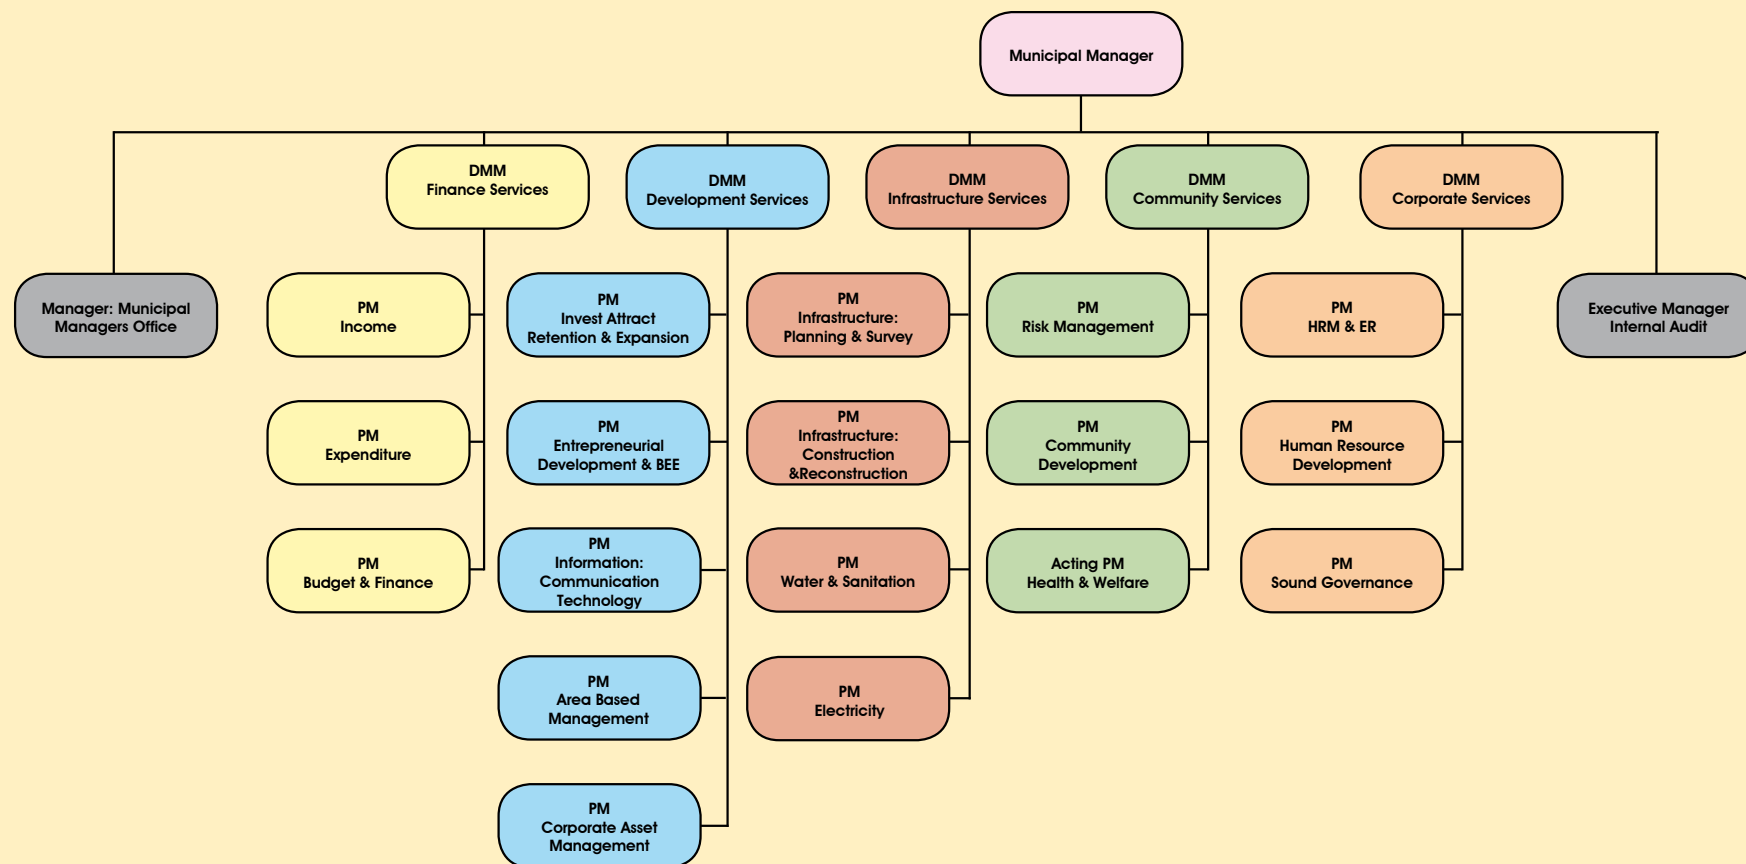 Municipal Manager
DMM
Finance Services
DMM
Development Services
DMM
Infrastructure Services
DMM
Community Services
DMM
Corporate Services
Manager: Municipal
Managers Office
PM
Income
PM
Invest Attract
Retention & Expansion
PM
Infrastructure:
Planning & Survey
PM
Risk Management
PM
HRM & ER
Executive Manager
Internal Audit
PM
Expenditure
PM
Entrepreneurial
Development & BEE
PM
Infrastructure:
Construction
&Reconstruction
PM
Community
Development
PM
Human Resource
Development
PM
Budget & Finance
PM
Information:
Communication
Technology
PM
Water & Sanitation
Acting PM
Health & Welfare
PM
Sound Governance
PM
Area Based
Management
PM
Electricity
PM
Corporate Asset
Management